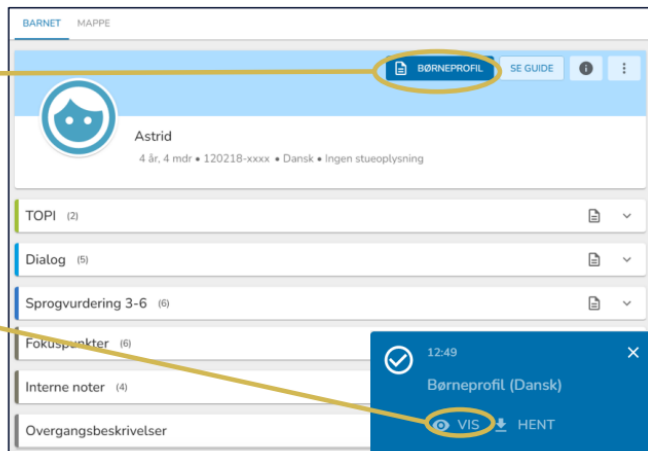 BARNET MAPPE
BØRNEPROFIL SE GUIDE
Astrid
4 år, 4 mdr • 120218-xxxx • Dansk • Ingen stueoplysning
TOPI (2)
Dialog (5)
Sprogvurdering 3-6 (6)
Fokuspunkter (6)
12:49
Børneprofil (Dansk)
Interne noter (4)
VIS HENT
Overgangsbeskrivelser